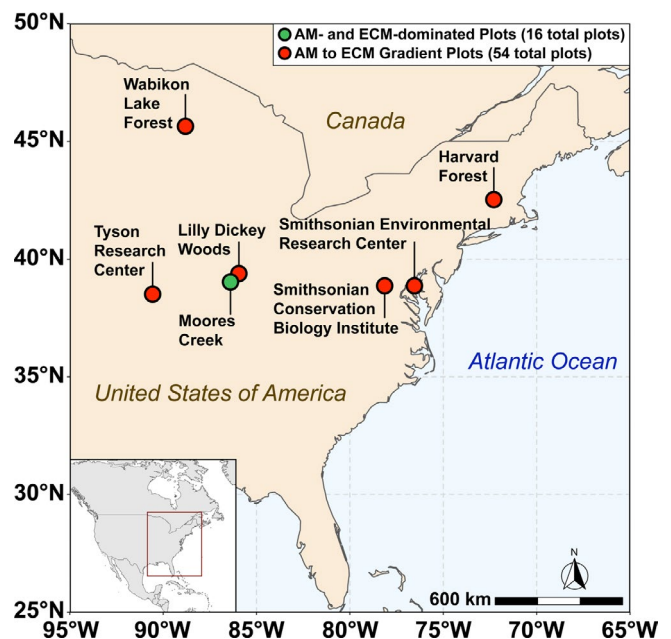 50°N
AM- and ECM-dominated Plots (16 total plots)
AM to ECM Gradient Plots (54 total plots)
Wabikon
Lake
Forest
Canada
45°N
Harvard
Forest
Tyson
Research
Center
Lilly Dickey
Woods
Smithsonian Environmental
Research Center
40°N
Moores
Creek
Smithsonian
Conservation
Biology Institute
Atlantic Ocean
35°N
United States of America
30°N
N
600 km
25°N
95°W 90°W 85°W 80°W 75°W 70°W 65°W